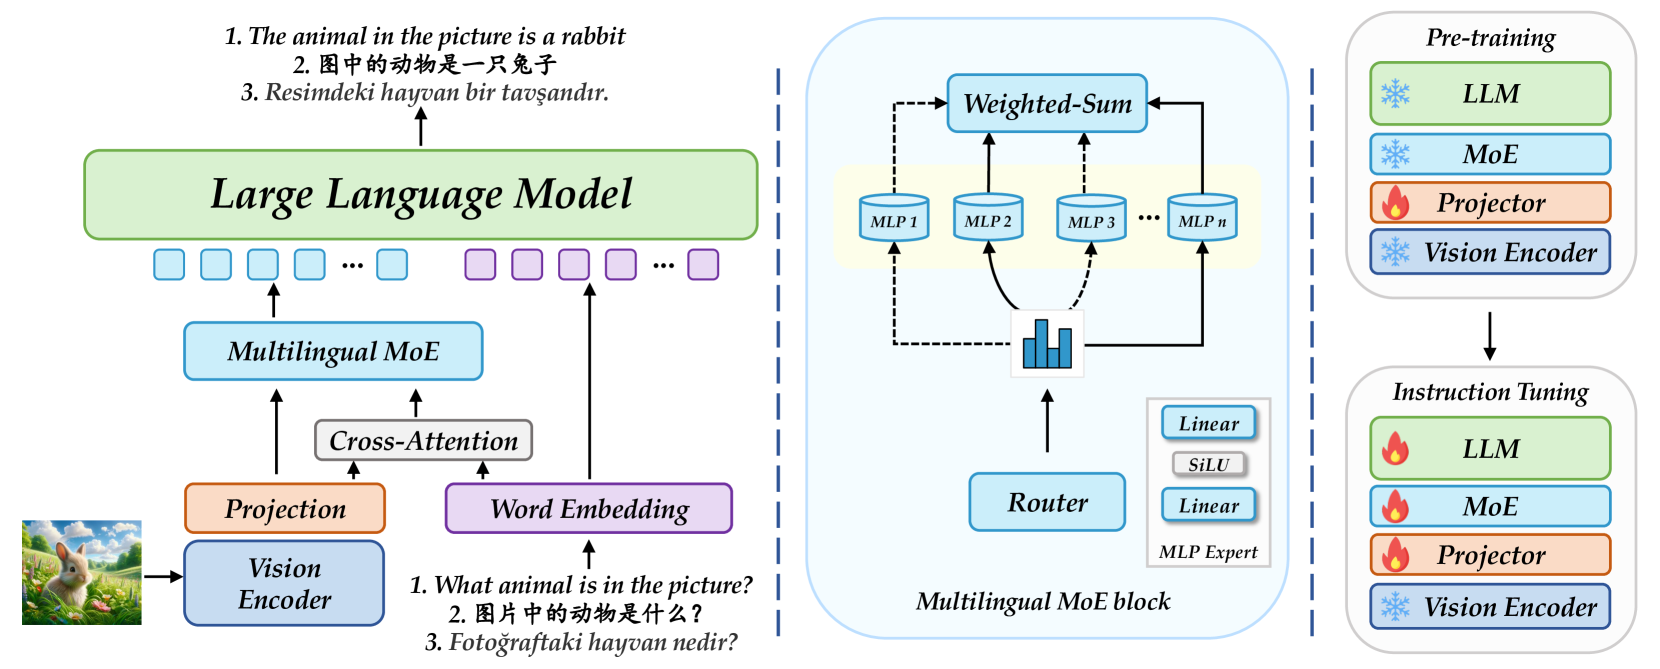 1. The animal in the picture is a rabbit
2. 图中的动物是一只兔子
3. Resimdeki hayvan bir tavşandır.
Large Language Model
...
...
Multilingual MoE
Cross-Attention
Projection
Word Embedding
Vision
Encoder
1. What animal is in the picture?
2. 图片中的动物是什么?
3. Fotoğraftaki hayvan nedir?
Weighted-Sum
MLP 1
MLP 2
MLP 3
...
MLP n
Router
Linear
SiLU
Linear
MLP Expert
Multilingual MoE block
Pre-training
LLM
MoE
Projector
Vision Encoder
Instruction Tuning
LLM
MoE
Projector
Vision Encoder